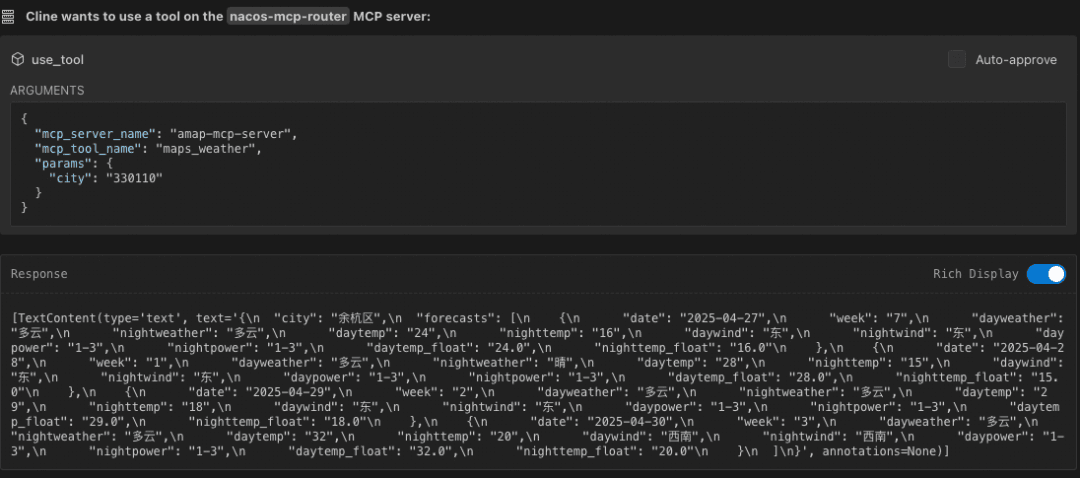 Cline wants to use a tool on the nacos-mcp-router MCP server:
use_tool
Auto-approve
ARGUMENTS
{
"mcp_server_name": "amap-mcp-server",
"mcp_tool_name": "maps_weather",
"params": {
"city": "330110"
}
}
Response
Rich Display
[TextContent(type='text', text='{\n  "city": "余杭区",\n  "forecasts": [\n    {\n      "date": "2025-04-27",\n      "week": "7",\n      "dayweather":
"多云",\n      "nightweather": "多云",\n      "daytemp": "24",\n      "nighttemp": "16",\n      "daywind": "东",\n      "nightwind": "东",\n      "day
power": "1-3",\n      "nightpower": "1-3",\n      "daytemp_float": "24.0",\n      "nighttemp_float": "16.0"\n    },\n    {\n      "date": "2025-04-2
8",\n      "week": "1",\n      "dayweather": "多云",\n      "nightweather": "晴",\n      "daytemp": "28",\n      "nighttemp": "15",\n      "daywind":
"东",\n      "nightwind": "东",\n      "daypower": "1-3",\n      "nightpower": "1-3",\n      "daytemp_float": "28.0",\n      "nighttemp_float": "15.
0"\n    },\n    {\n      "date": "2025-04-29",\n      "week": "2",\n      "dayweather": "多云",\n      "nightweather": "多云",\n      "daytemp": "2
9",\n      "nighttemp": "18",\n      "daywind": "东",\n      "nightwind": "东",\n      "daypower": "1-3",\n      "nightpower": "1-3",\n      "daytem
p_float": "29.0",\n      "nighttemp_float": "18.0"\n    },\n    {\n      "date": "2025-04-30",\n      "week": "3",\n      "dayweather": "多云",\n
"nightweather": "多云",\n      "daytemp": "32",\n      "nighttemp": "20",\n      "daywind": "西南",\n      "nightwind": "西南",\n      "daypower": "1-
3",\n      "nightpower": "1-3",\n      "daytemp_float": "32.0",\n      "nighttemp_float": "20.0"\n    }\n  ]\n}', annotations=None)]